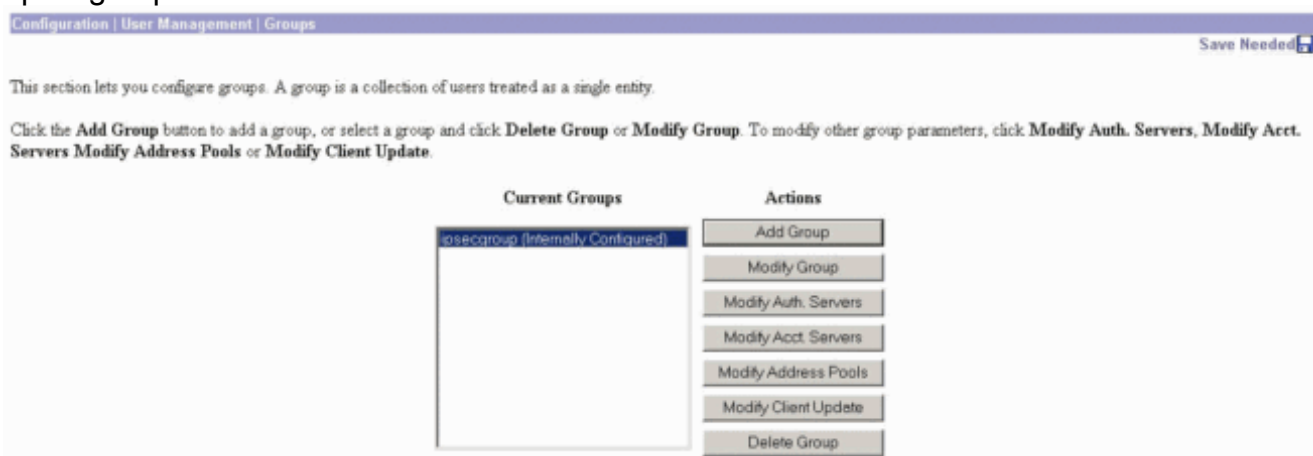 Configuration | User Management | Groups
Save Needed
This section lets you configure groups. A group is a collection of users treated as a single entity.
Click the Add Group button to add a group, or select a group and click Delete Group or Modify Group. To modify other group parameters, click Modify Auth. Servers, Modify Acct.
Servers Modify Address Pools or Modify Client Update.
Current Groups
Actions
ipsecgroup (Internally Configured)
Add Group
Modify Group
Modify Auth. Servers
Modify Acct. Servers
Modify Address Pools
Modify Client Update
Delete Group